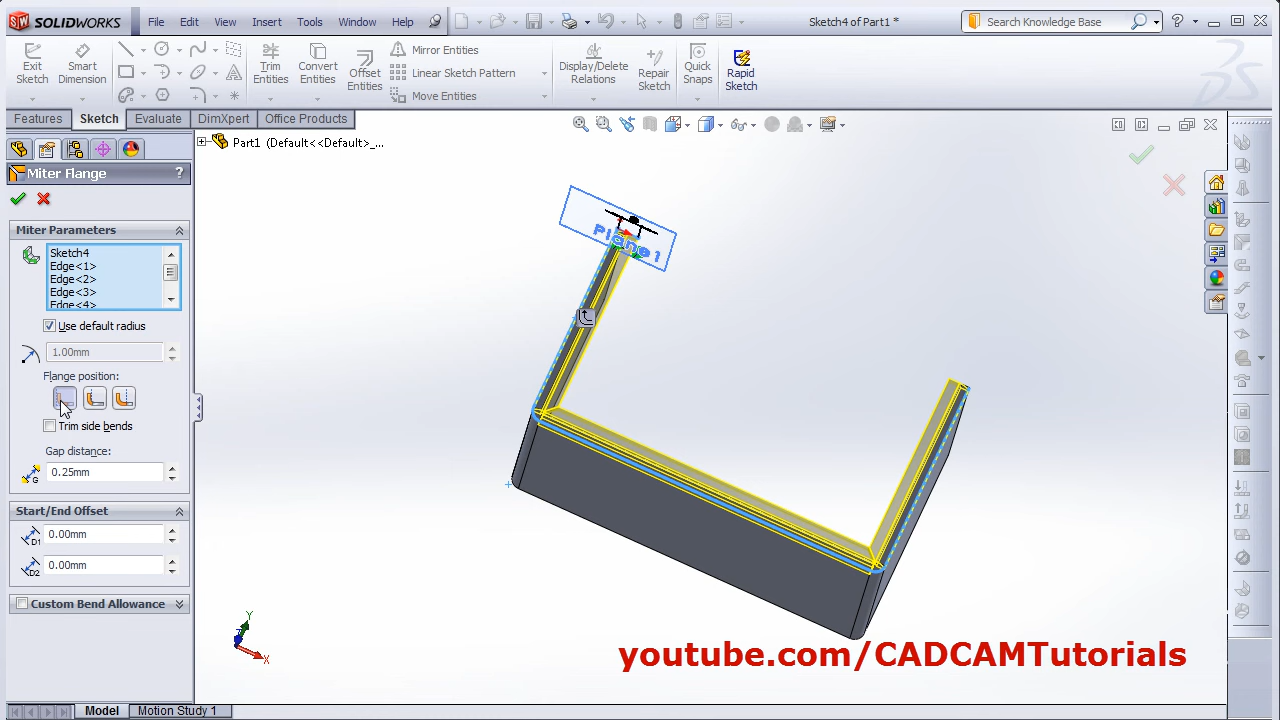 SOLIDWORKS
File Edit View Insert Tools Window Help
Sketch4 of Part1 *
Search Knowledge Base
Exit Sketch
Smart Dimension
Trim Entities
Convert Entities
Offset Entities
Mirror Entities
Linear Sketch Pattern
Move Entities
Display/Delete Relations
Repair Sketch
Quick Snaps
Rapid Sketch
Features Sketch Evaluate DimXpert Office Products
Part1 (Default<<Default>_...
Miter Flange ?
Miter Parameters
Sketch4
Edge<1>
Edge<2>
Edge<3>
Edge<4>
Use default radius
1.00mm
Flange position:
Trim side bends
Gap distance:
G 0.25mm
Start/End Offset
D1 0.00mm
D2 0.00mm
Custom Bend Allowance
Plane1
Y
Z
X
youtube.com/CADCAMTutorials
Model Motion Study 1